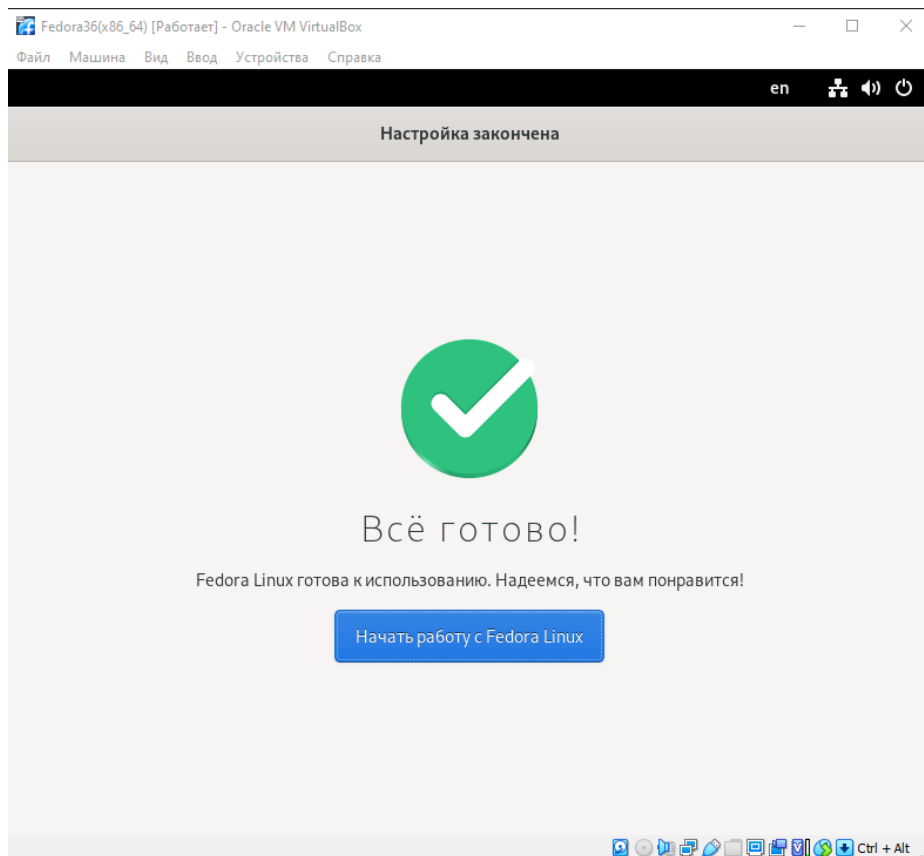 Fedora36(x86_64) [Работает] - Oracle VM VirtualBox
Файл Машина Вид Ввод Устройства Справка
en
Настройка закончена
Всё готово!
Fedora Linux готова к использованию. Надеемся, что вам понравится!
Начать работу с Fedora Linux
Ctrl + Alt